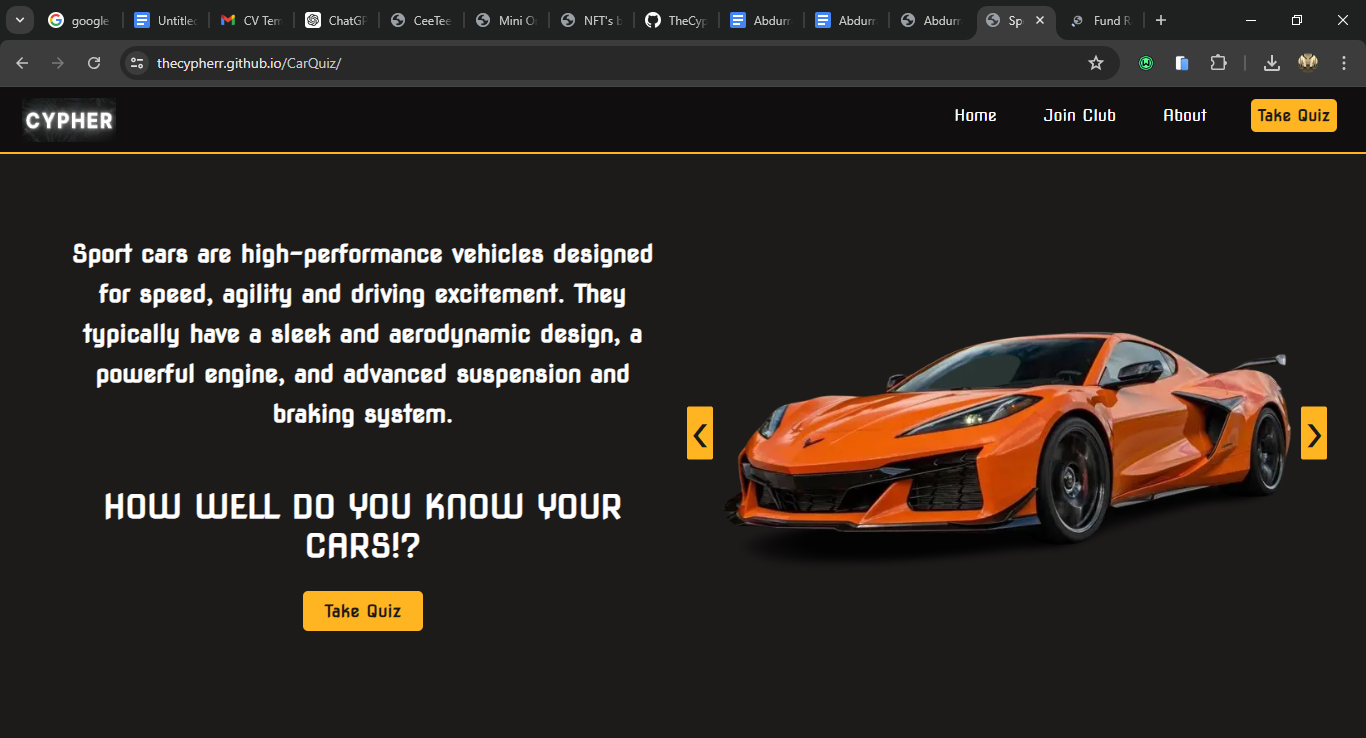 google
Untitled
CV Tem
ChatGP
CeeTee
Mini O
NFT's b
TheCyp
Abdurr
Abdurr
Abdurr
Sp
Fund R
thecypherr.github.io/CarQuiz/
CYPHER
Home
Join Club
About
Take Quiz
Sport cars are high-performance vehicles designed
for speed, agility and driving excitement. They
typically have a sleek and aerodynamic design, a
powerful engine, and advanced suspension and
braking system.
HOW WELL DO YOU KNOW YOUR
CARS!?
Take Quiz